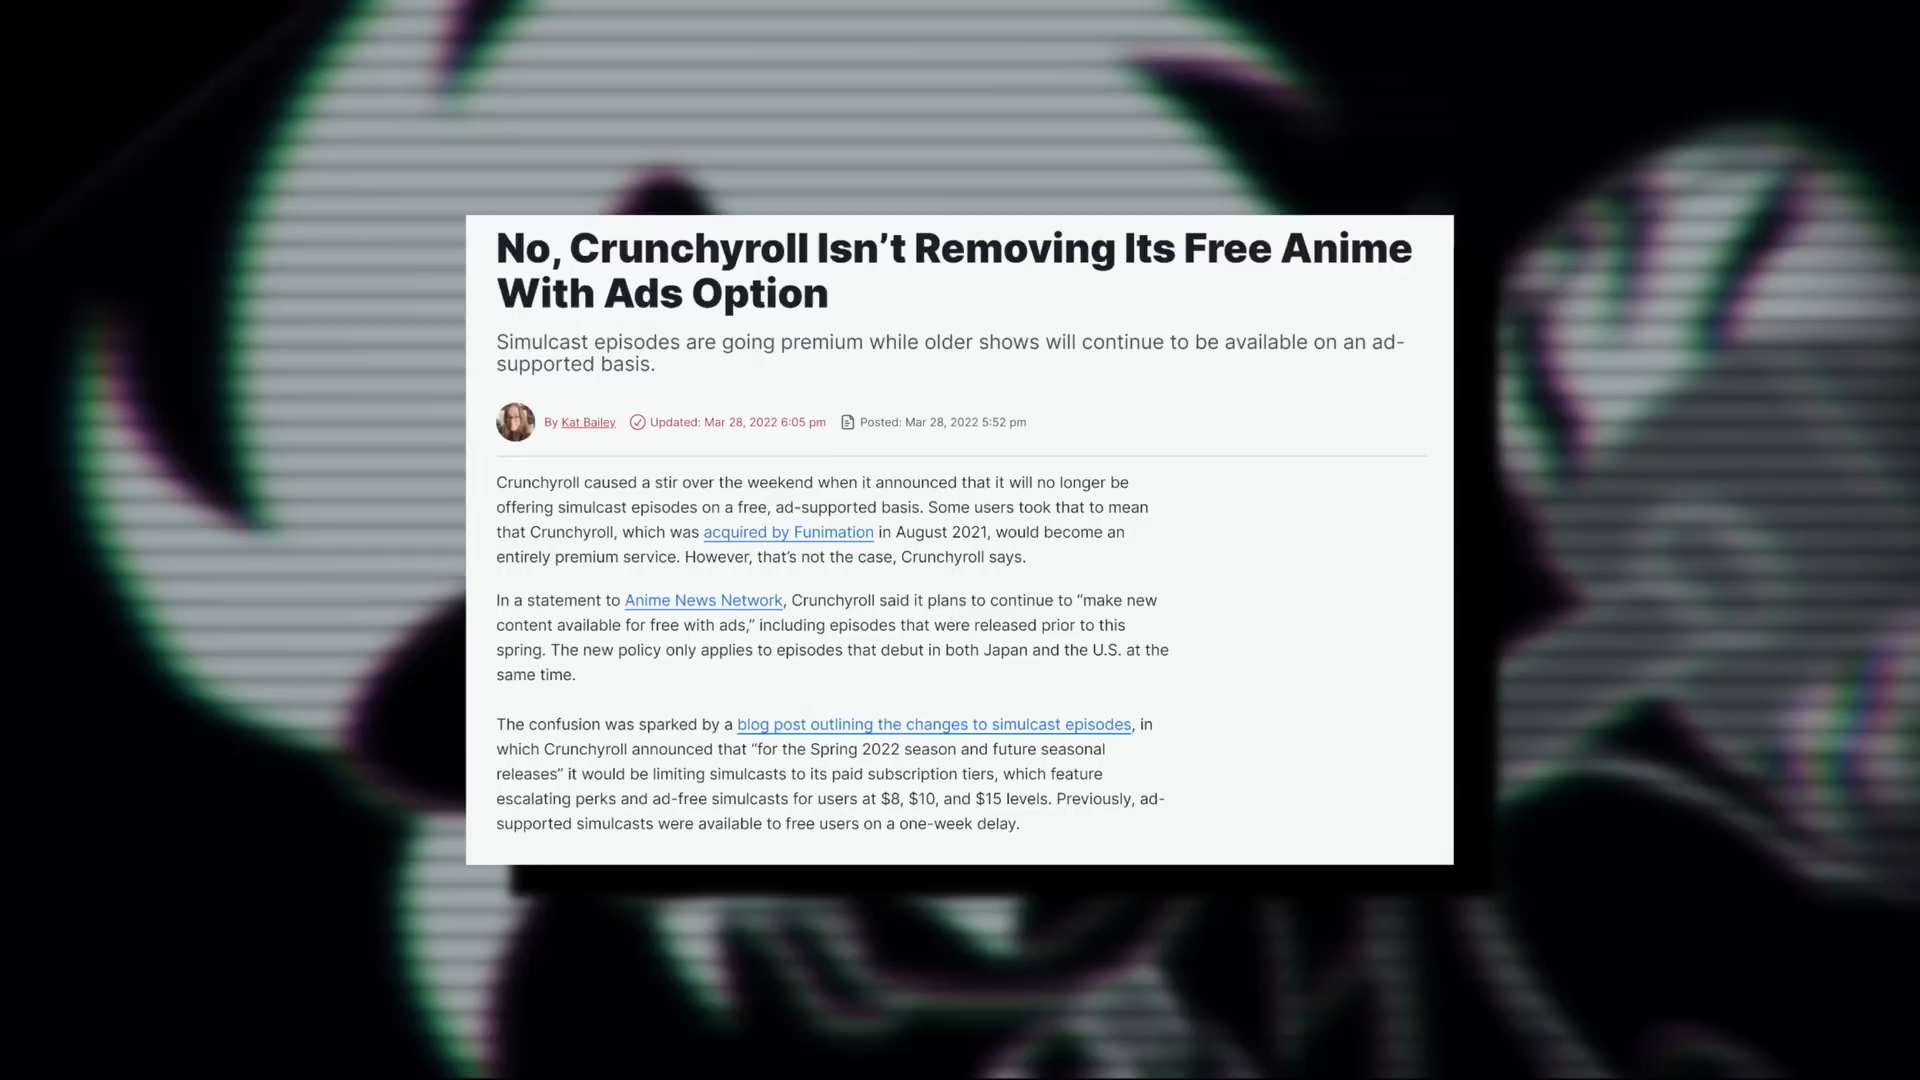 No, Crunchyroll Isn’t Removing Its Free Anime
With Ads Option
Simulcast episodes are going premium while older shows will continue to be available on an ad-
supported basis.
By Kat Bailey Updated: Mar 28, 2022 6:05 pm Posted: Mar 28, 2022 5:52 pm
Crunchyroll caused a stir over the weekend when it announced that it will no longer be
offering simulcast episodes on a free, ad-supported basis. Some users took that to mean
that Crunchyroll, which was acquired by Funimation in August 2021, would become an
entirely premium service. However, that’s not the case, Crunchyroll says.
In a statement to Anime News Network, Crunchyroll said it plans to continue to “make new
content available for free with ads,” including episodes that were released prior to this
spring. The new policy only applies to episodes that debut in both Japan and the U.S. at the
same time.
The confusion was sparked by a blog post outlining the changes to simulcast episodes, in
which Crunchyroll announced that “for the Spring 2022 season and future seasonal
releases” it would be limiting simulcasts to its paid subscription tiers, which feature
escalating perks and ad-free simulcasts for users at $8, $10, and $15 levels. Previously, ad-
supported simulcasts were available to free users on a one-week delay.